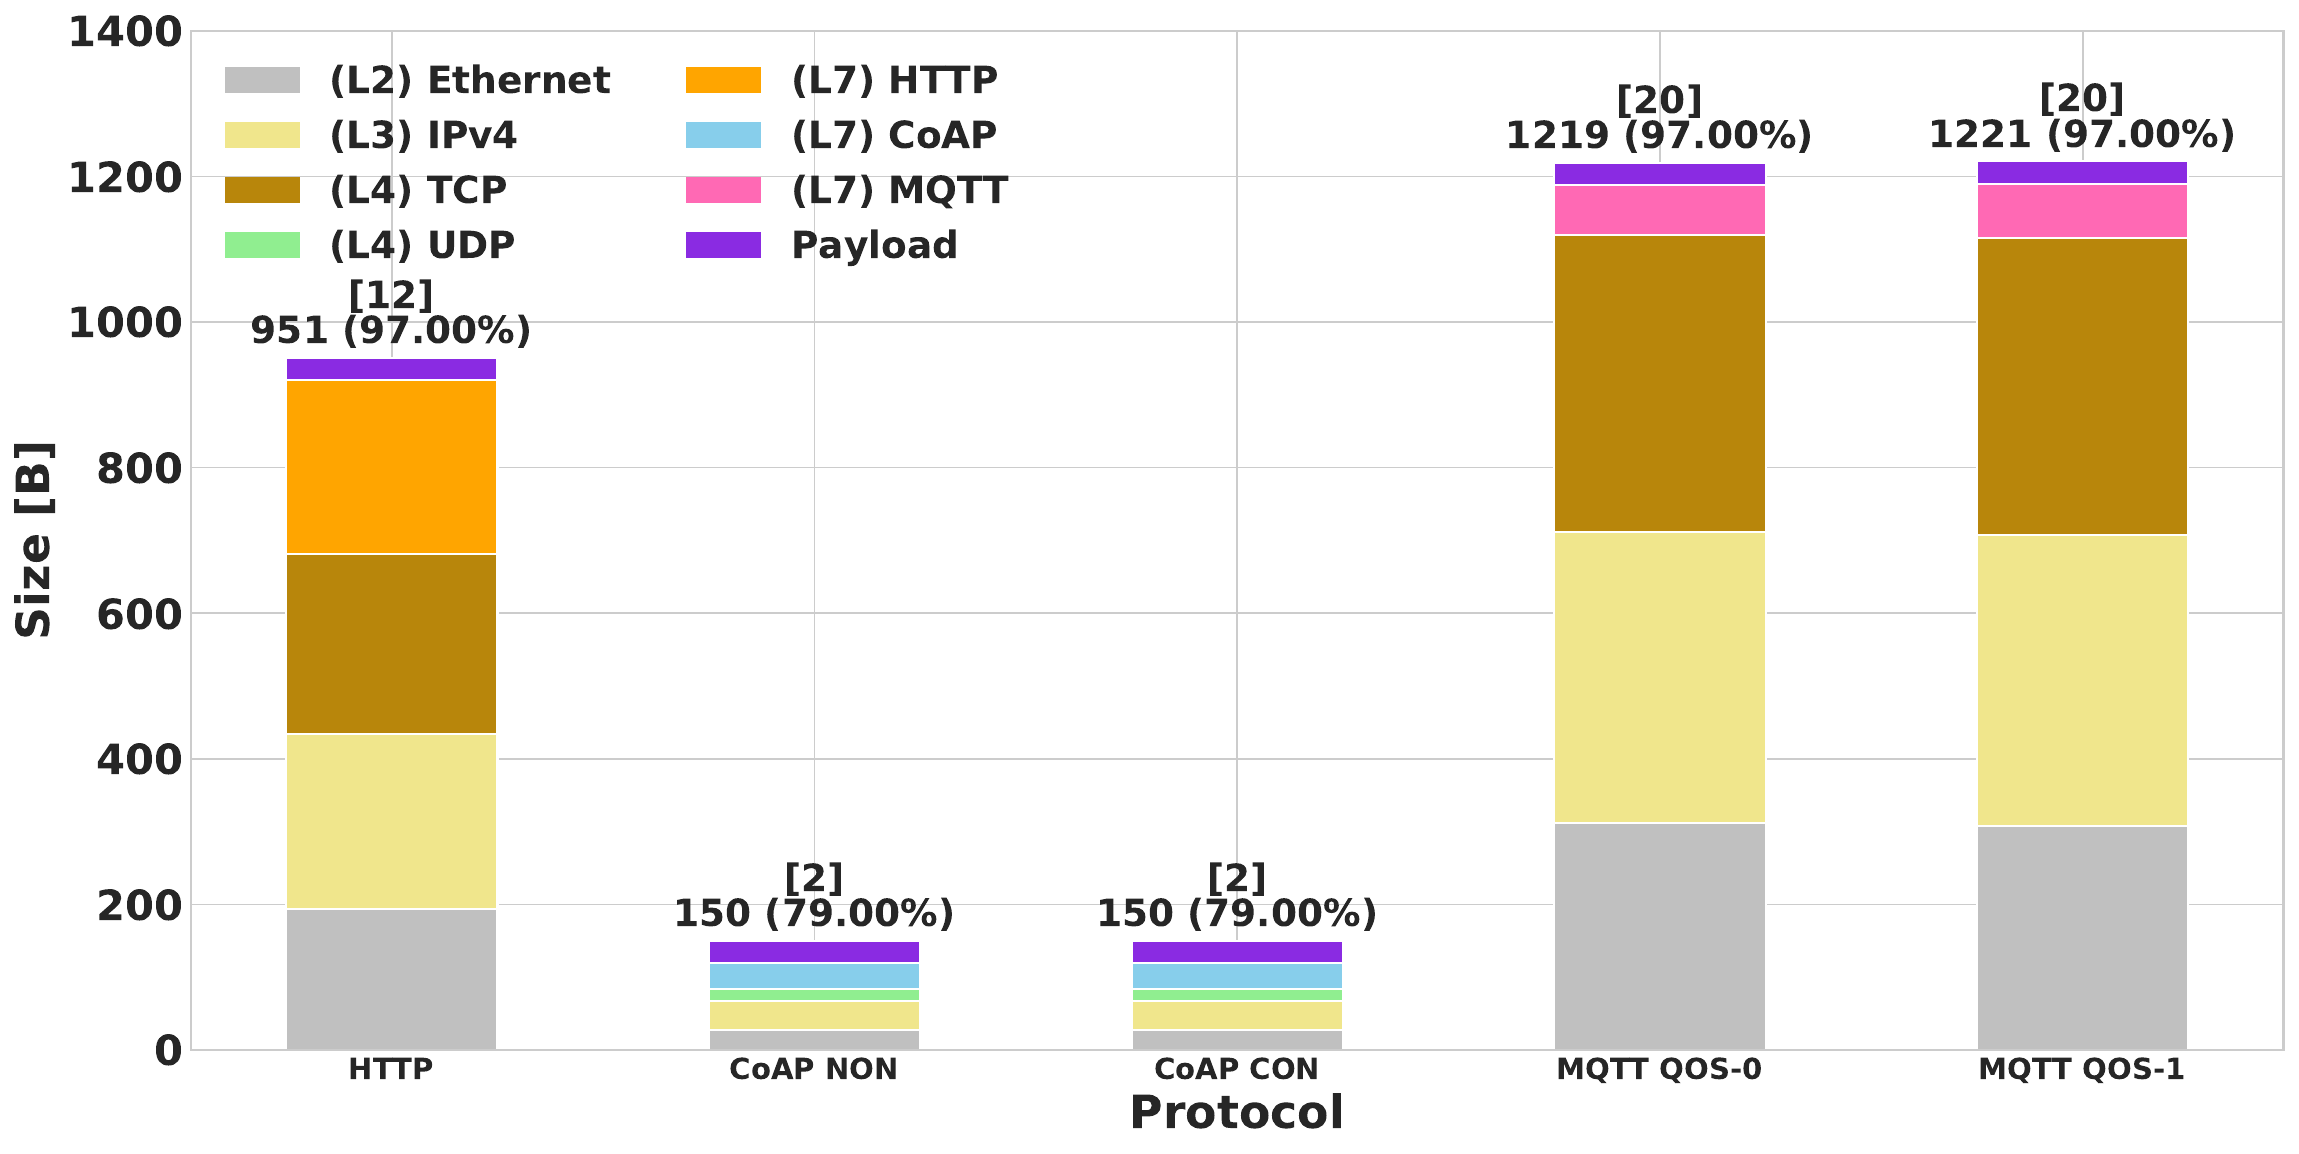 1400
1200
1000
800
600
400
200
0
Size [B]
(L2) Ethernet
(L3) IPv4
(L4) TCP
(L4) UDP
(L7) HTTP
(L7) CoAP
(L7) MQTT
Payload
[12]
951 (97.00%)
[2]
150 (79.00%)
[2]
150 (79.00%)
[20]
1219 (97.00%)
[20]
1221 (97.00%)
HTTP
CoAP NON
CoAP CON
MQTT QOS-0
MQTT QOS-1
Protocol